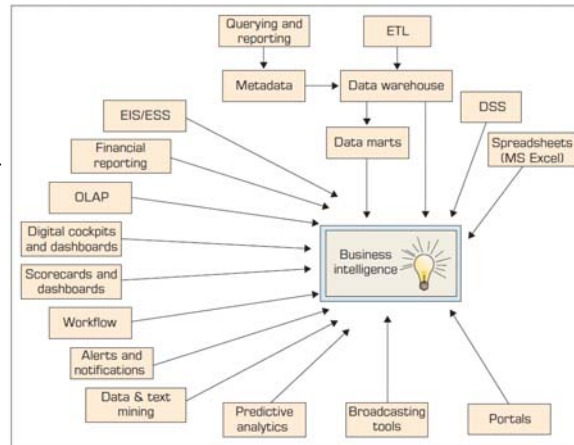 Querying and
reporting
ETL
Metadata
Data warehouse
EIS/ESS
DSS
Data marts
Financial
reporting
Spreadsheets
(MS Excel)
OLAP
Digital cockpits
and dashboards
Business
intelligence
Scorecards and
dashboards
Workflow
Alerts and
notifications
Data & text
mining
Predictive
analytics
Broadcasting
tools
Portals